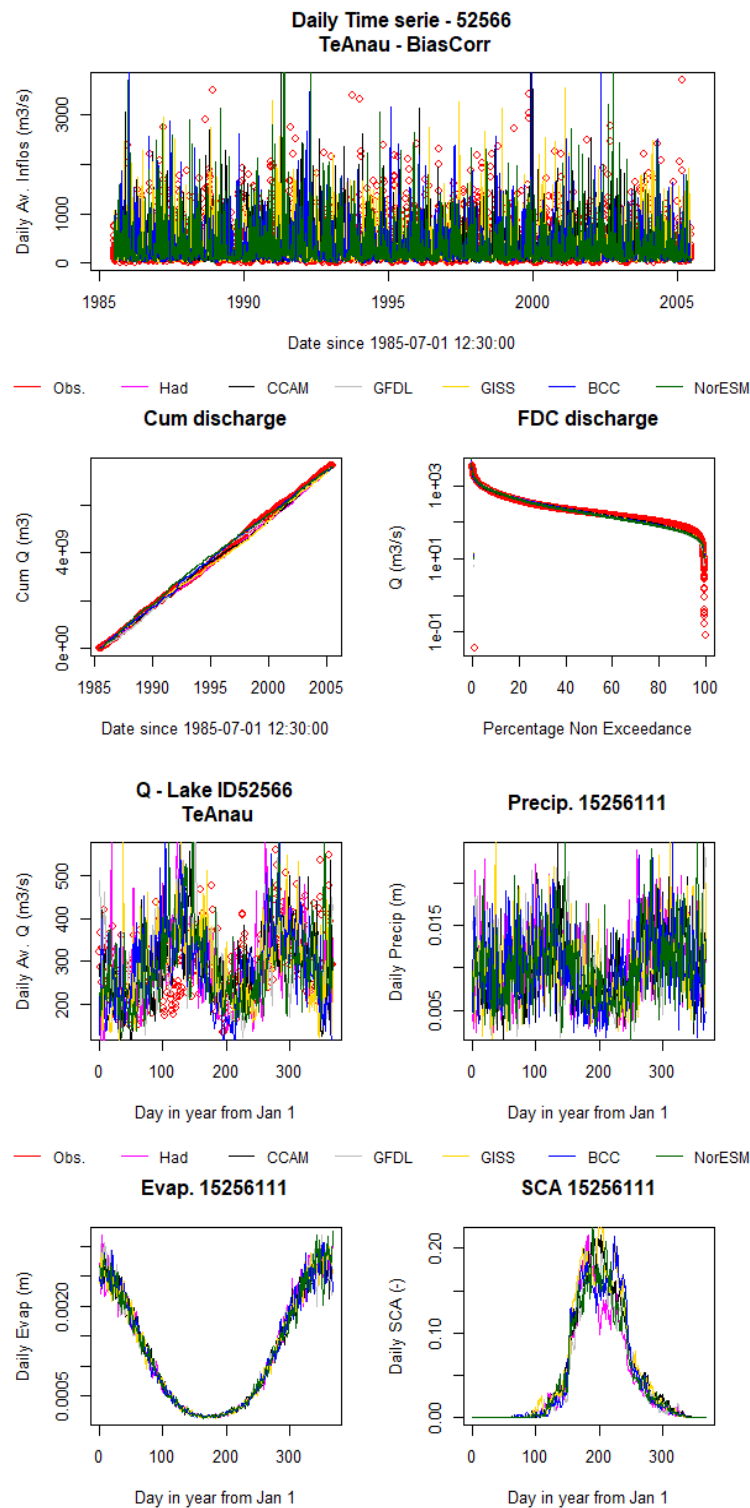 Daily Time serie - 52566
TeAnau - BiasCorr
Daily Av. Inflos (m3/s)
3000
1000
0
1985 1990 1995 2000 2005
Date since 1985-07-01 12:30:00
Obs. Had CCAM GFDL GISS BCC NorESM
Cum discharge
Cum Q (m3)
4e+09
0e+00
1985 1990 1995 2000 2005
Date since 1985-07-01 12:30:00
FDC discharge
Q (m3/s)
1e+03
1e+01
1e-01
0 20 40 60 80 100
Percentage Non Exceedance
Q - Lake ID52566
TeAnau
Daily Av. Q (m3/s)
500
400
300
200
0 100 200 300
Day in year from Jan 1
Precip. 15256111
Daily Precip (m)
0.015
0.005
0 100 200 300
Day in year from Jan 1
Obs. Had CCAM GFDL GISS BCC NorESM
Evap. 15256111
Daily Evap (m)
0.0020
0.0005
0 100 200 300
Day in year from Jan 1
SCA 15256111
Daily SCA (-)
0.20
0.10
0.00
0 100 200 300
Day in year from Jan 1